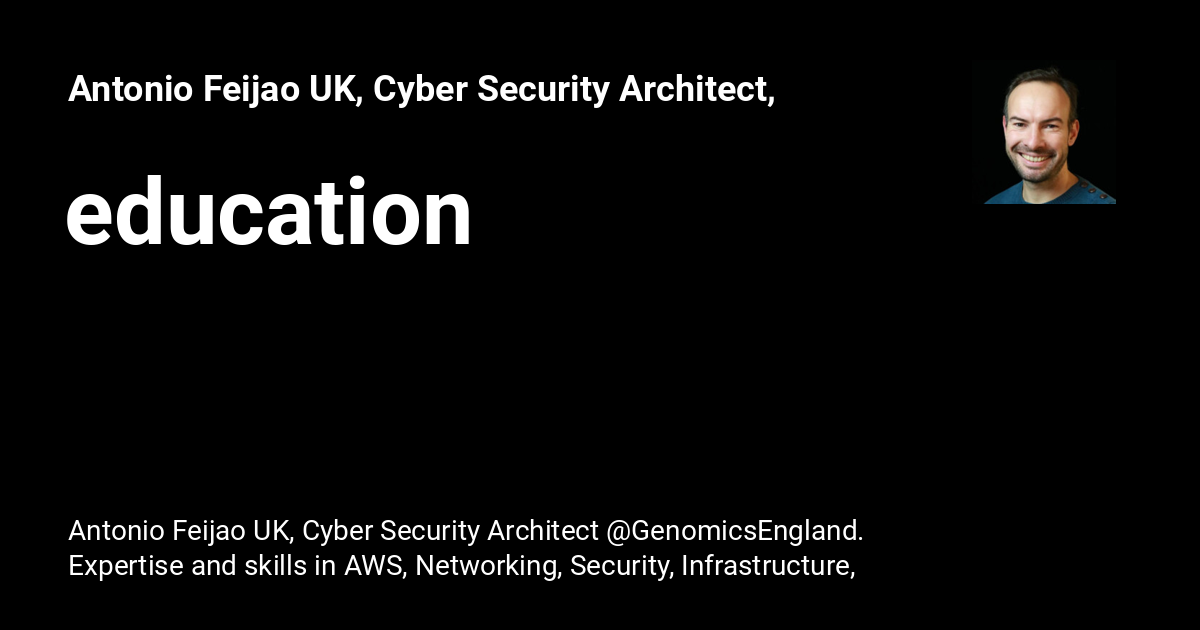 Antonio Feijao UK, Cyber Security Architect,
education
Antonio Feijao UK, Cyber Security Architect @GenomicsEngland.
Expertise and skills in AWS, Networking, Security, Infrastructure,